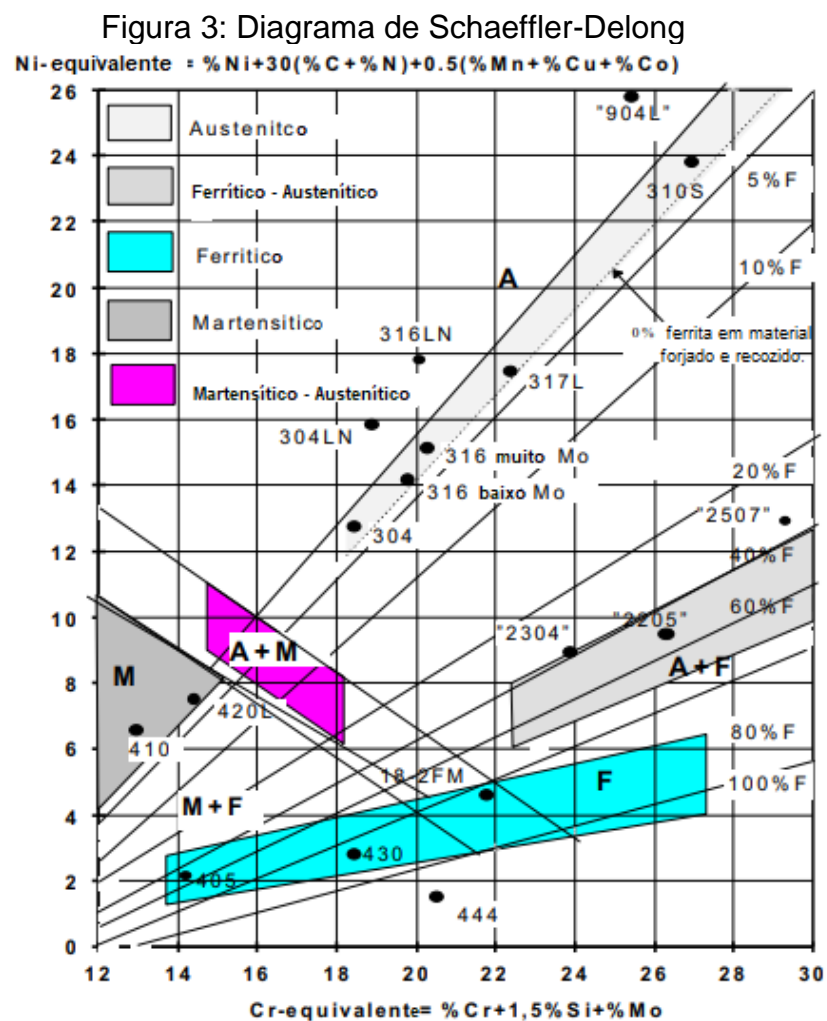 Figura 3: Diagrama de Schaeffler-Delong
Ni-equivalente = %Ni+30(%C+%N)+0.5(%Mn+%Cu+%Co)
26
24
22
20
18
16
14
12
10
8
6
4
2
0
Austenitco
Ferrítico - Austenítico
Ferritico
Martensitico
Martensítico - Austenítico
"904L"
310S
5%F
10%F
A
0% ferrita em material
forjado e recozido.
316LN
317L
304LN
316 muito Mo
316 baixo Mo
304
20%F
"2507"
40%F
60%F
"2304"
"2205"
A+F
A+M
M
420L
410
80%F
18-2FM
F
100%F
M+F
430
405
444
12
14
16
18
20
22
24
26
28
30
Cr-equivalente= %Cr+1,5%Si+%Mo